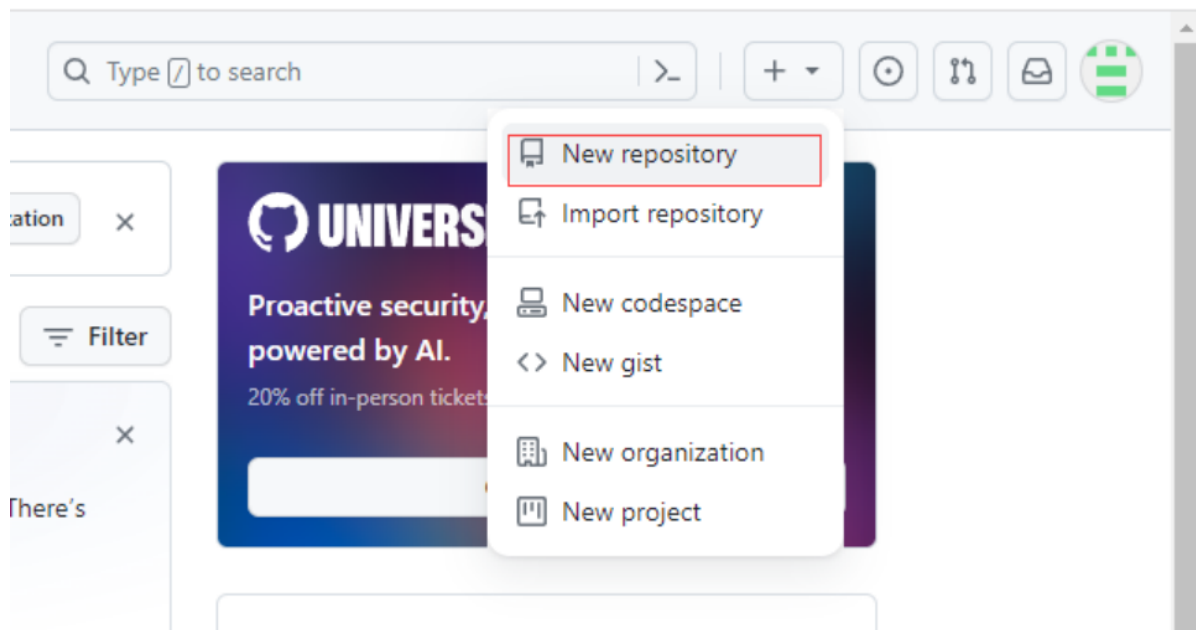 Type / to search
New repository
Import repository
New codespace
New gist
New organization
New project
Filter
There's
UNIVERS
Proactive security,
powered by AI.
20% off in-person tickets